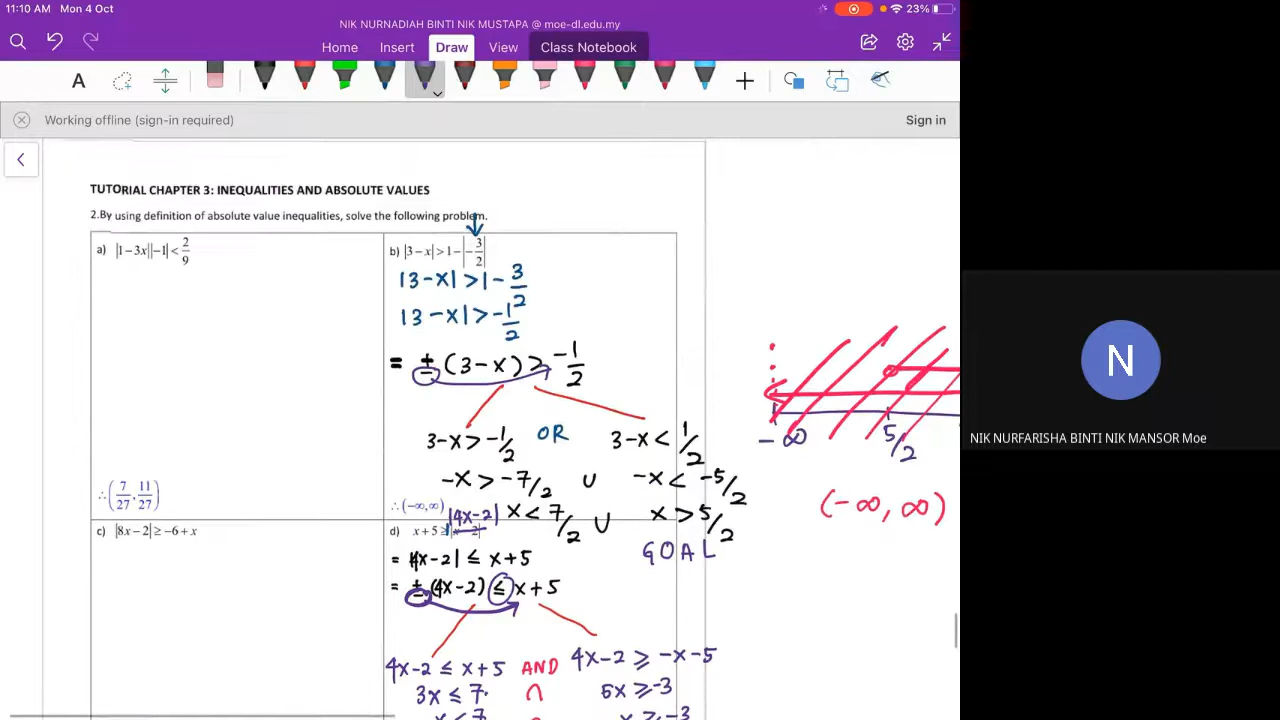 11:10 AM Mon 4 Oct
23%
NIK NURNADIAH BINTI NIK MUSTAPA @ moe-dl.edu.my
Home Insert Draw View Class Notebook
A
Working offline (sign-in required)
Sign in
TUTORIAL CHAPTER 3: INEQUALITIES AND ABSOLUTE VALUES
2.By using definition of absolute value inequalities, solve the following problem.
a) |1-3x||-1| < 2/9
∴ (7/27, 11/27)
b) |3-x| > 1-|-3/2|
|3-x| > 1 - 3/2
|3-x| > -1/2
= ±(3-x) > -1/2
3-x > -1/2 OR 3-x < 1/2
-x > -7/2 ∪ -x < -5/2
x < 7/2 ∪ x > 5/2
∴ (-∞,∞)
GOAL
-∞ 5/2
(-∞, ∞)
c) |8x-2| ≥ -6+x
d) x+5 ≥ |4x-2|
= |4x-2| ≤ x+5
= ±(4x-2) ≤ x+5
4x-2 ≤ x+5 AND 4x-2 ≥ -x-5
3x ≤ 7 ∩ 5x ≥ -3
N
NIK NURFARISHA BINTI NIK MANSOR Moe